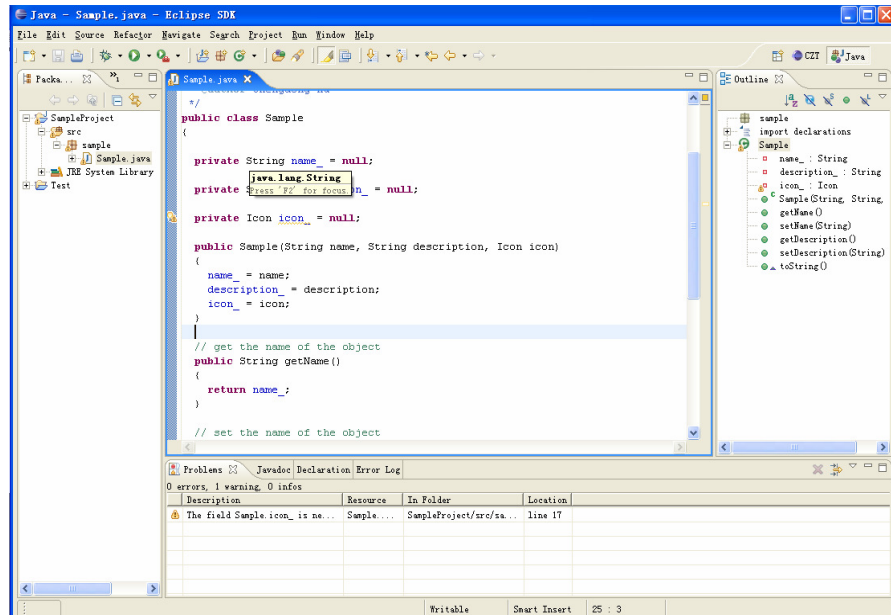 Java - Sample.java - Eclipse SDK
File Edit Source Refactor Navigate Search Project Run Window Help
CZT Java
Packa...
SampleProject
src
sample
Sample.java
JRE System Library
Test
Sample.java
*/
public class Sample
{
private String name_ = null;
java.lang.String
Press 'F2' for focus.
private S n_ = null;
private Icon icon_ = null;
public Sample(String name, String description, Icon icon)
{
name_ = name;
description_ = description;
icon_ = icon;
}
// get the name of the object
public String getName()
{
return name_;
}
// set the name of the object
Outline
sample
import declarations
Sample
name_ : String
description_ : String
icon_ : Icon
Sample(String, String,
getName()
setName(String)
getDescription()
setDescription(String)
toString()
Problems Javadoc Declaration Error Log
0 errors, 1 warning, 0 infos
Description Resource In Folder Location
The field Sample.icon_ is ne... Sample.... SampleProject/src/sa... line 17
Writable Smart Insert 25 : 3